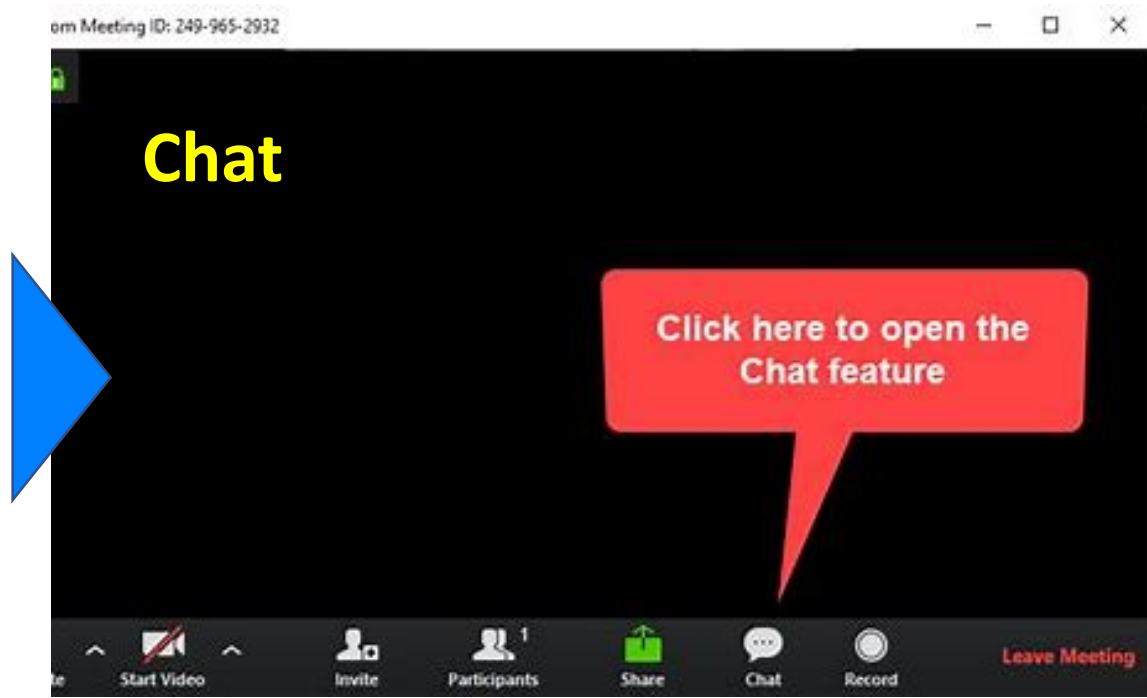 om Meeting ID: 249-965-2932
Chat
Click here to open the
Chat feature
1
te Start Video Invite Participants Share Chat Record Leave Meeting